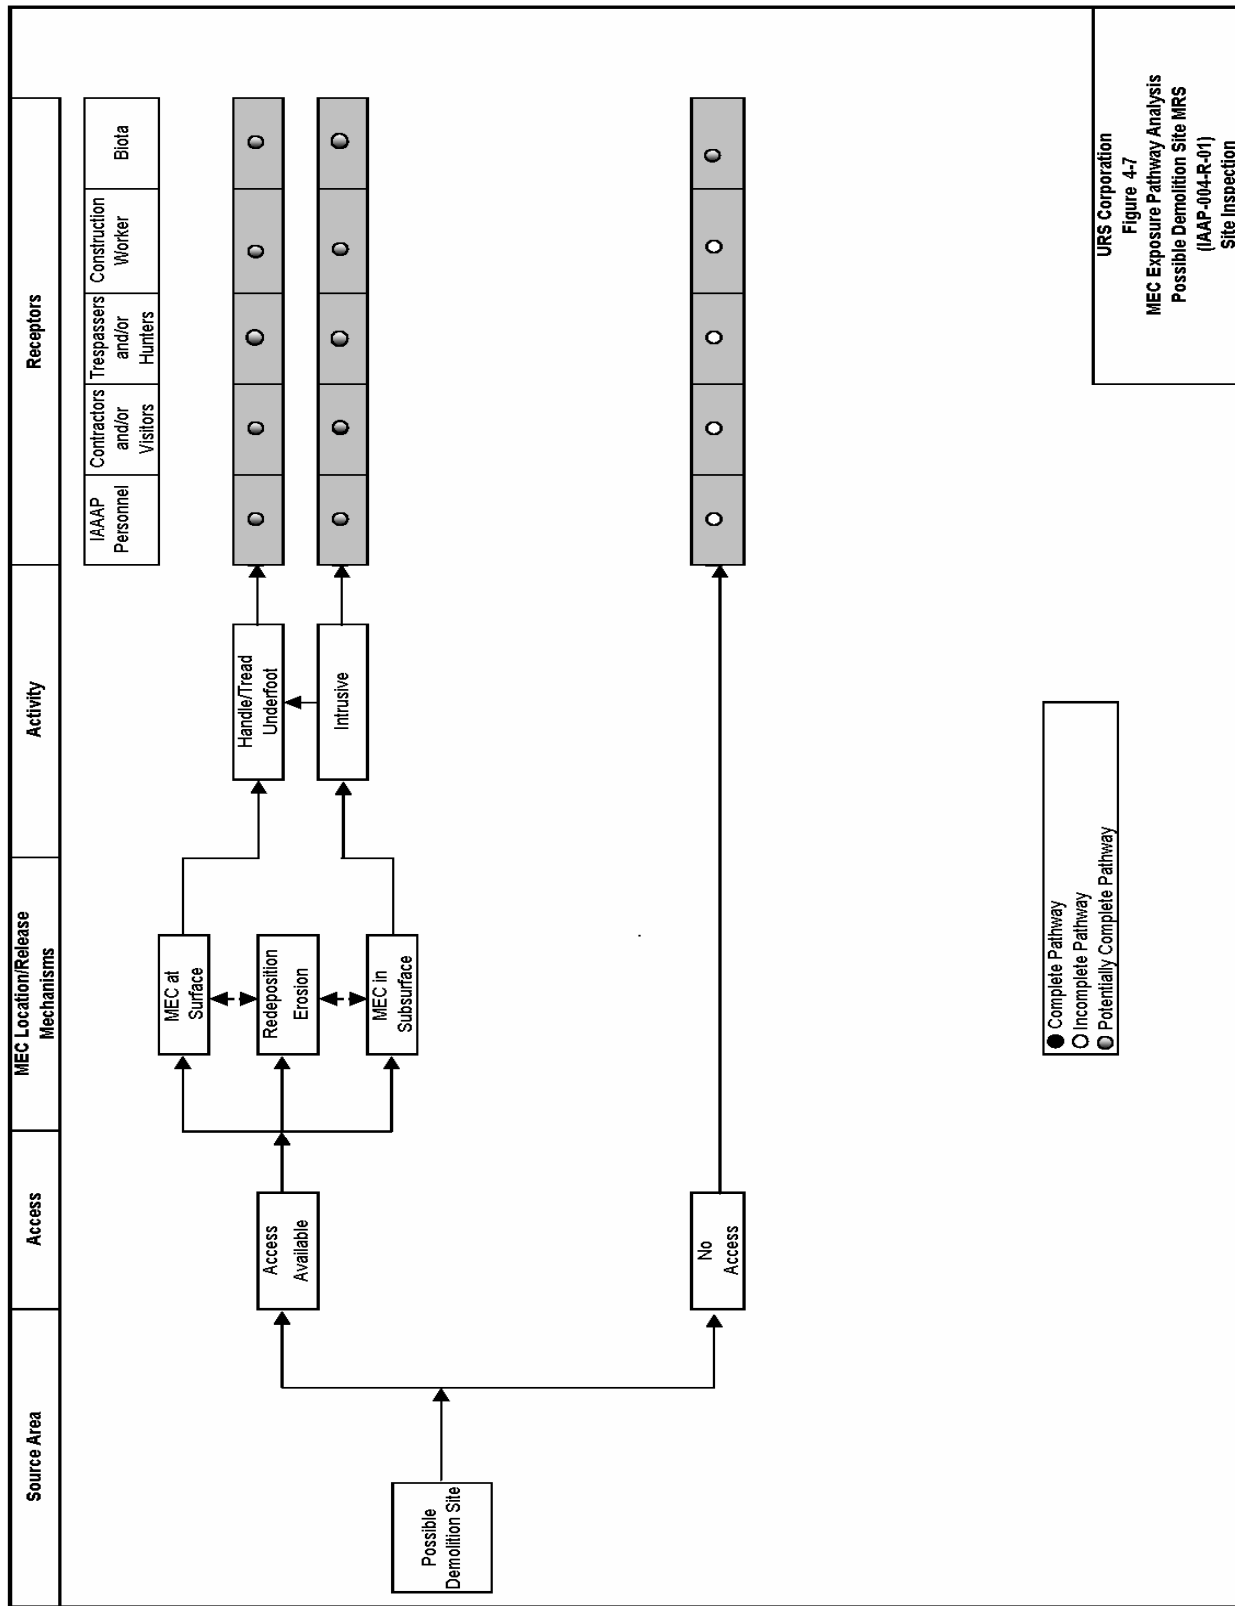 Source Area
Access
MEC Location/Release
Mechanisms
Activity
Receptors
IAAAP
Personnel
Contractors
and/or
Visitors
Trespassers
and/or
Hunters
Construction
Worker
Biota
Possible
Demolition Site
Access
Available
No
Access
MEC at
Surface
Redeposition
Erosion
MEC in
Subsurface
Handle/Tread
Underfoot
Intrusive
Complete Pathway
Incomplete Pathway
Potentially Complete Pathway
URS Corporation
Figure 4-7
MEC Exposure Pathway Analysis
Possible Demolition Site MRS
(IAAP-004-R-01)
Site Inspection